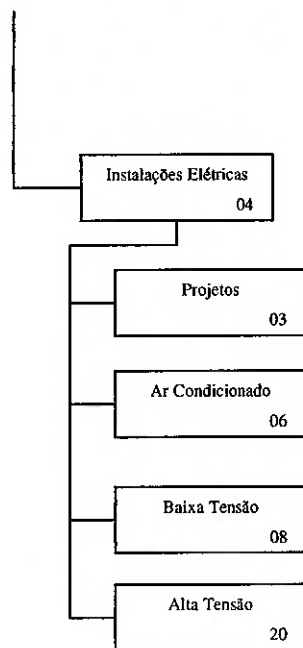 Instalações Elétricas
04
Projetos
03
Ar Condicionado
06
Baixa Tensão
08
Alta Tensão
20